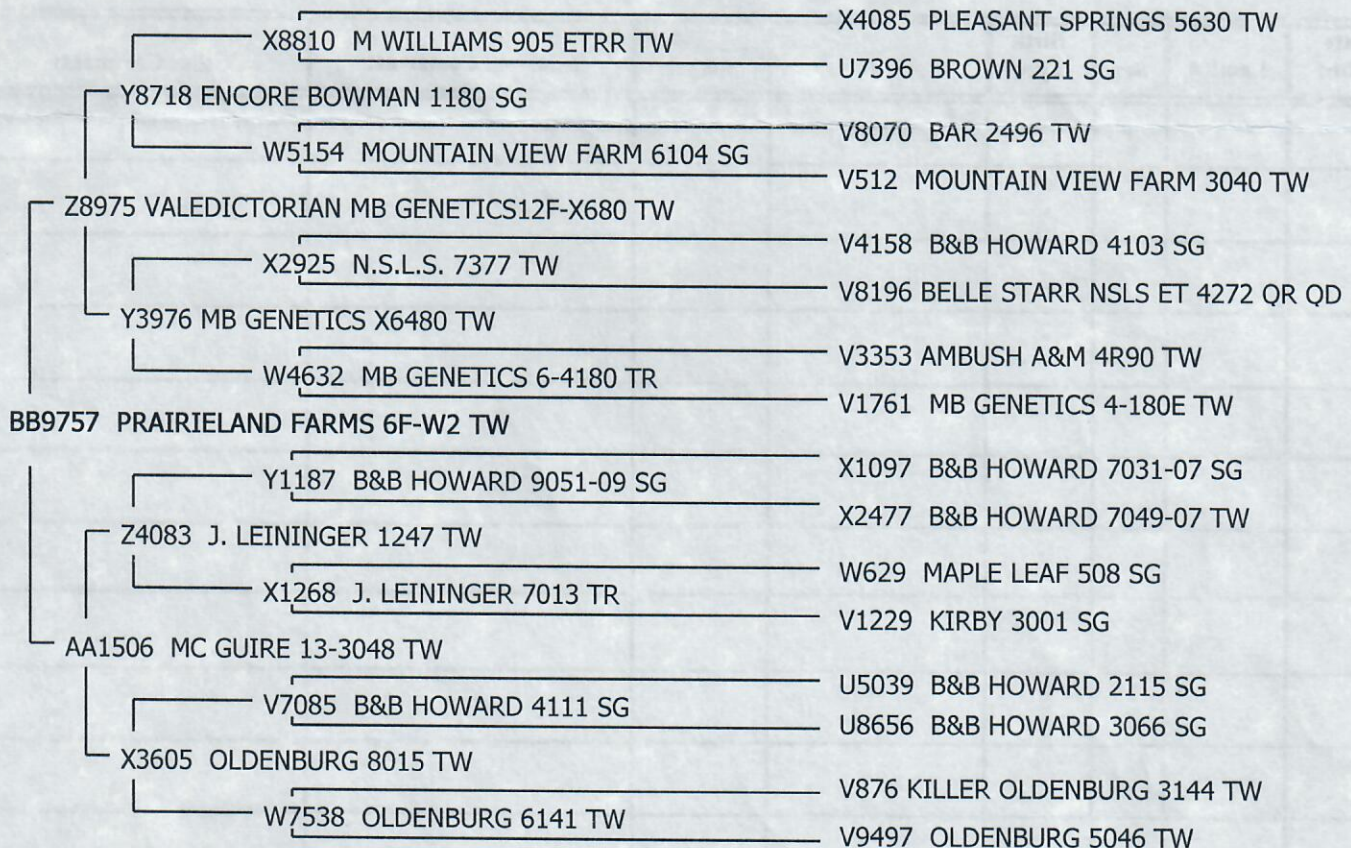 X4085 PLEASANT SPRINGS 5630 TW
X8810 M WILLIAMS 905 ETRR TW
U7396 BROWN 221 SG
Y8718 ENCORE BOWMAN 1180 SG
V8070 BAR 2496 TW
W5154 MOUNTAIN VIEW FARM 6104 SG
V512 MOUNTAIN VIEW FARM 3040 TW
Z8975 VALEDICTORIAN MB GENETICS12F-X680 TW
V4158 B&B HOWARD 4103 SG
X2925 N.S.L.S. 7377 TW
V8196 BELLE STARR NSLS ET 4272 QR QD
Y3976 MB GENETICS X6480 TW
V3353 AMBUSH A&M 4R90 TW
W4632 MB GENETICS 6-4180 TR
V1761 MB GENETICS 4-180E TW
BB9757 PRAIRIELAND FARMS 6F-W2 TW
X1097 B&B HOWARD 7031-07 SG
Y1187 B&B HOWARD 9051-09 SG
X2477 B&B HOWARD 7049-07 TW
Z4083 J. LEININGER 1247 TW
W629 MAPLE LEAF 508 SG
X1268 J. LEININGER 7013 TR
V1229 KIRBY 3001 SG
AA1506 MC GUIRE 13-3048 TW
U5039 B&B HOWARD 2115 SG
V7085 B&B HOWARD 4111 SG
U8656 B&B HOWARD 3066 SG
X3605 OLDENBURG 8015 TW
V876 KILLER OLDENBURG 3144 TW
W7538 OLDENBURG 6141 TW
V9497 OLDENBURG 5046 TW